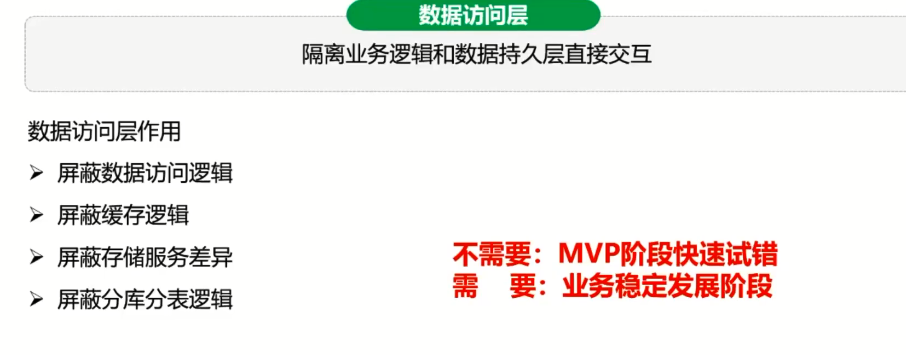 数据访问层
隔离业务逻辑和数据持久层直接交互
数据访问层作用
➢ 屏蔽数据访问逻辑
➢ 屏蔽缓存逻辑
➢ 屏蔽存储服务差异
➢ 屏蔽分库分表逻辑
不需要：MVP阶段快速试错
需 要：业务稳定发展阶段